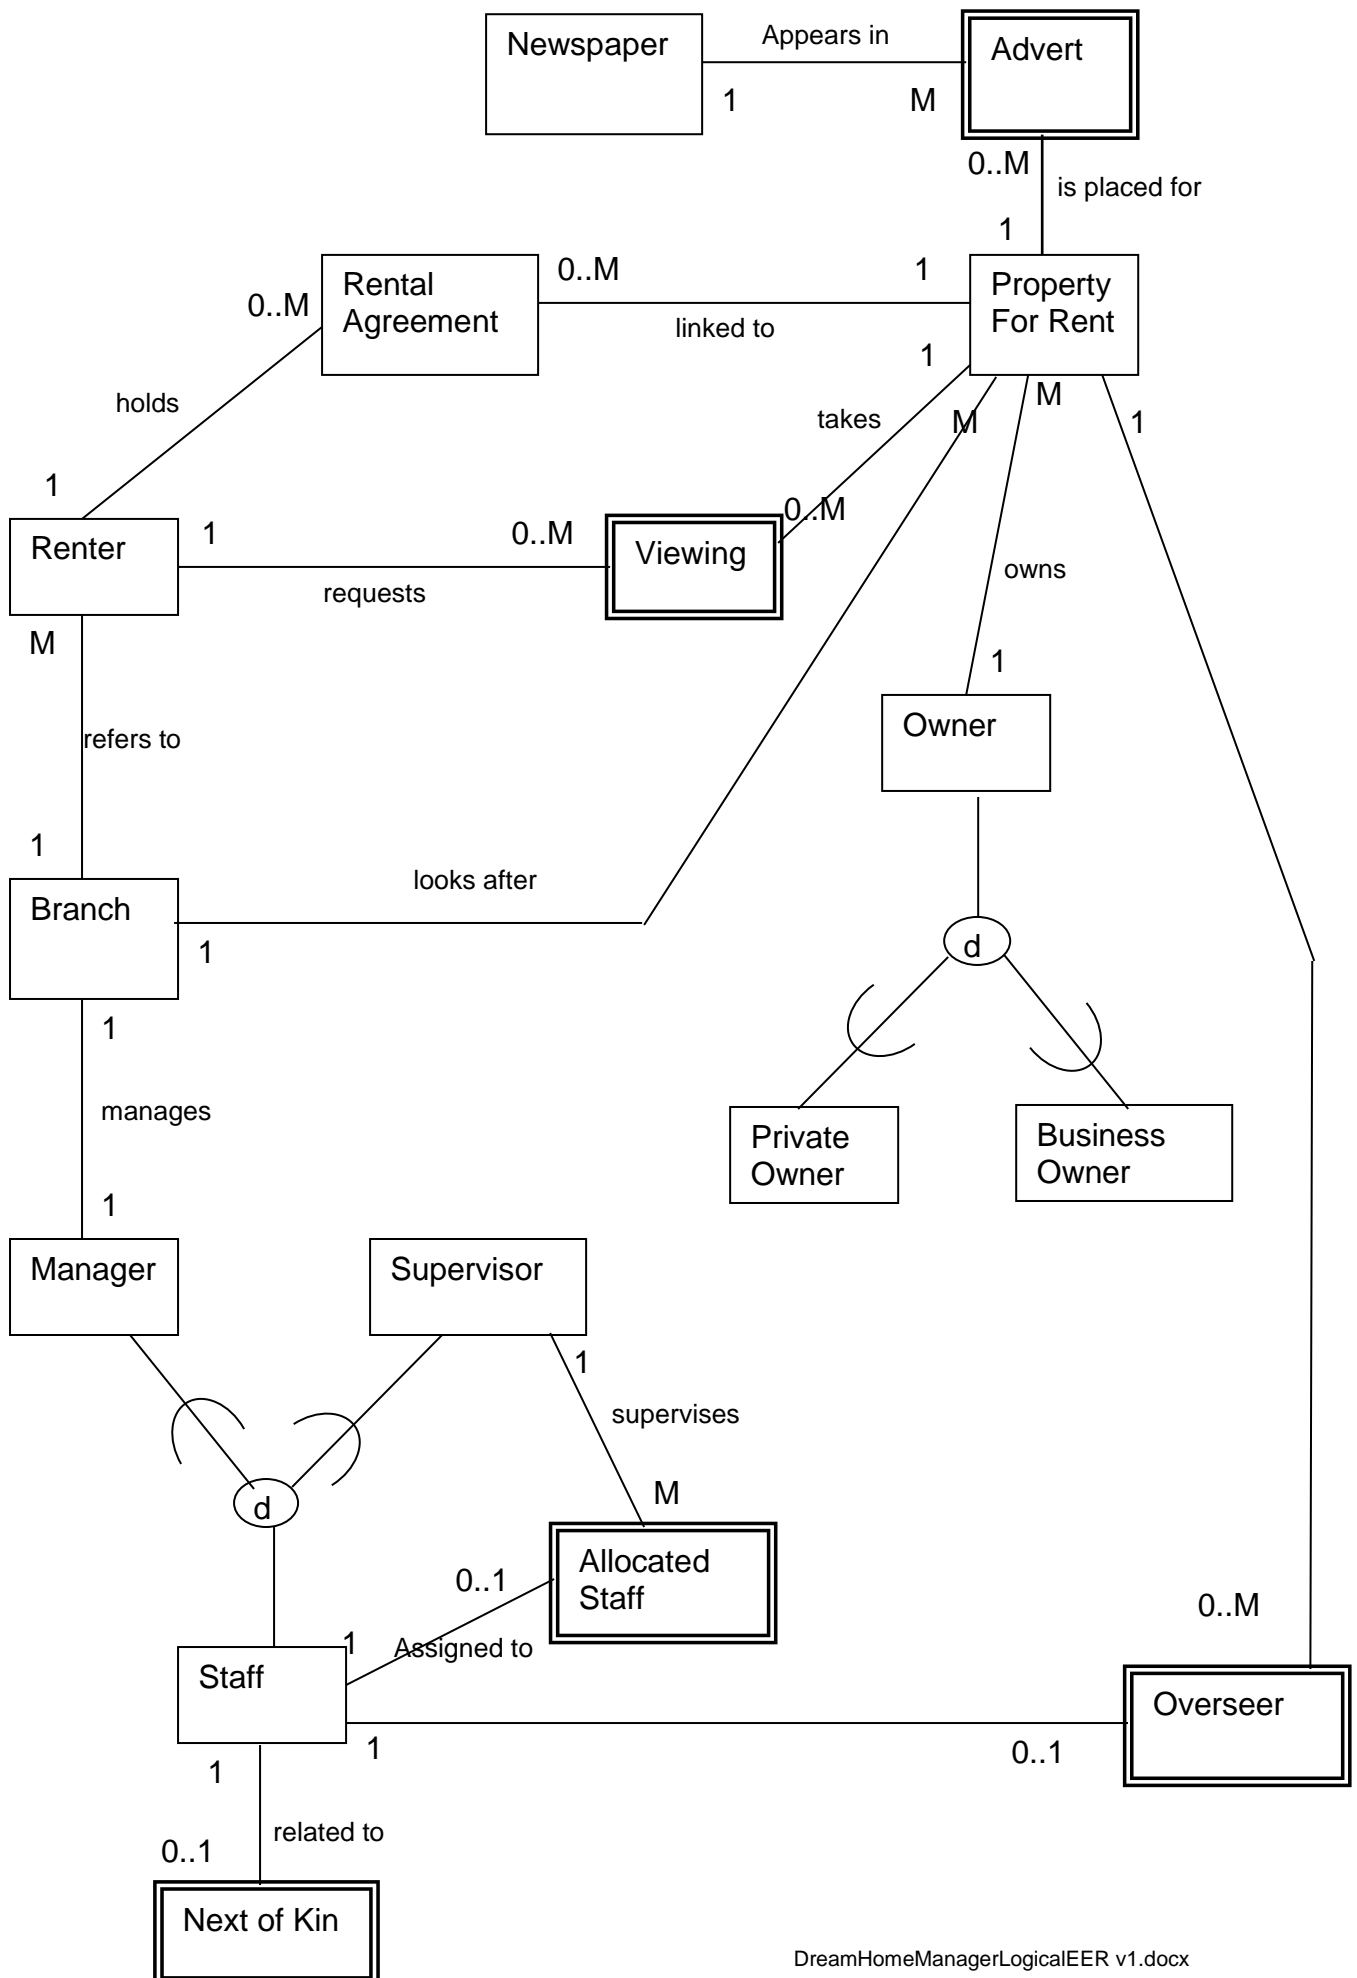 Newspaper
Appears in
Advert
1
M
0..M
is placed for
1
Rental
Agreement
0..M
1
Property
For Rent
0..M
linked to
1
holds
takes
M
M
1
1
Renter
1
0..M
0..M
Viewing
requests
owns
M
1
refers to
Owner
1
Branch
looks after
1
d
1
manages
Private
Owner
Business
Owner
1
Manager
Supervisor
1
supervises
M
d
Allocated
Staff
0..1
0..M
1
Assigned to
Staff
Overseer
1
0..1
1
related to
0..1
Next of Kin
DreamHomeManagerLogicalEER v1.docx